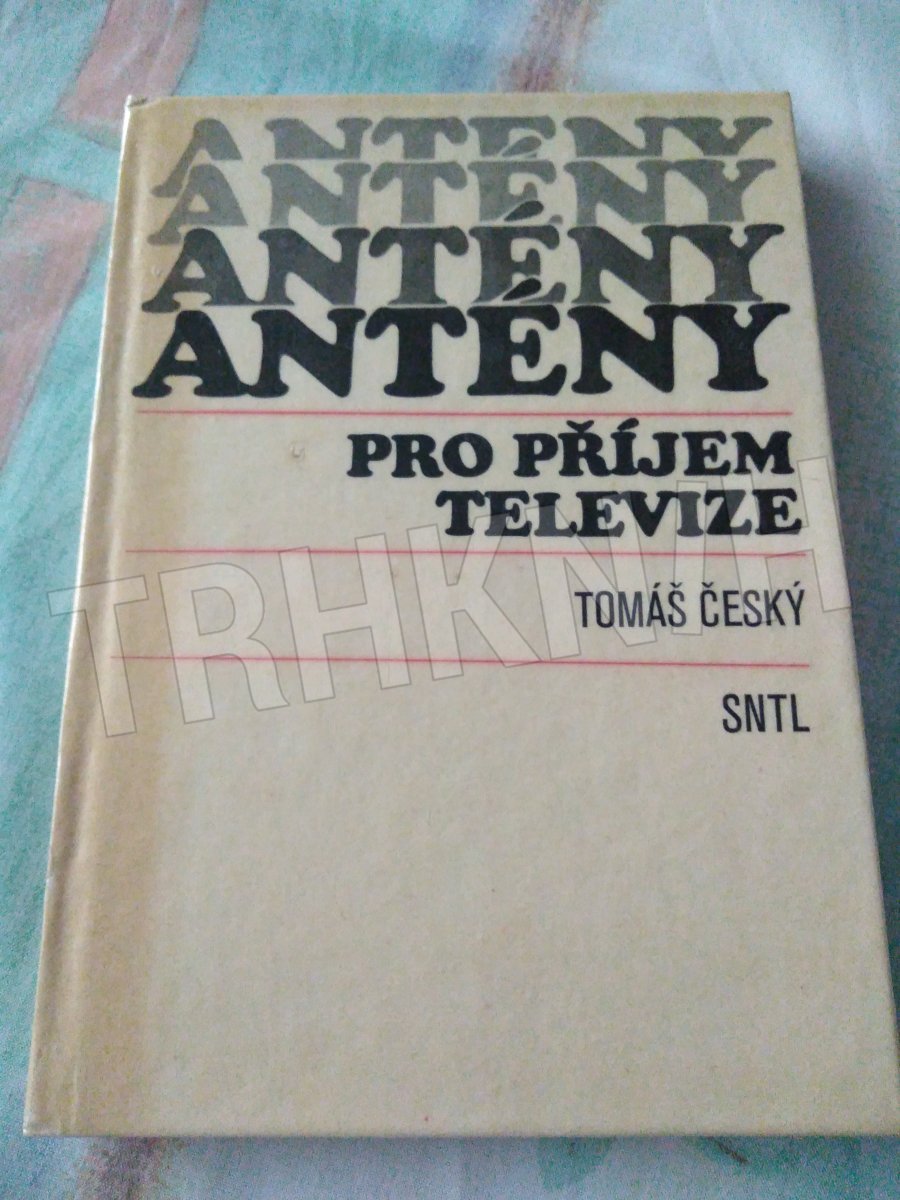 ANTÉNY
ANTÉNY
ANTÉNY
ANTÉNY
PRO PŘÍJEM
TELEVIZE
TOMÁŠ ČESKÝ
SNTL
TRHKNIH